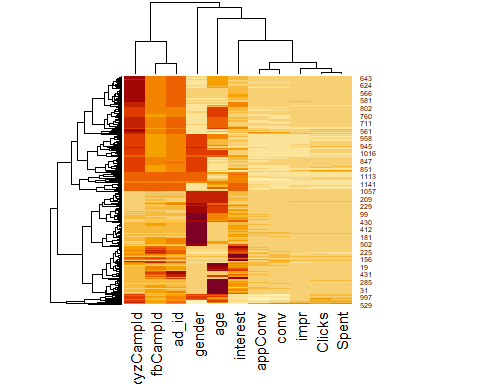 643
624
566
581
802
760
711
561
958
945
1016
847
851
1113
1141
1057
209
229
99
430
412
181
502
225
156
19
431
285
31
997
529
xyzCampId
fbCampId
ad_id
gender
age
interest
appConv
conv
impr
Clicks
Spent